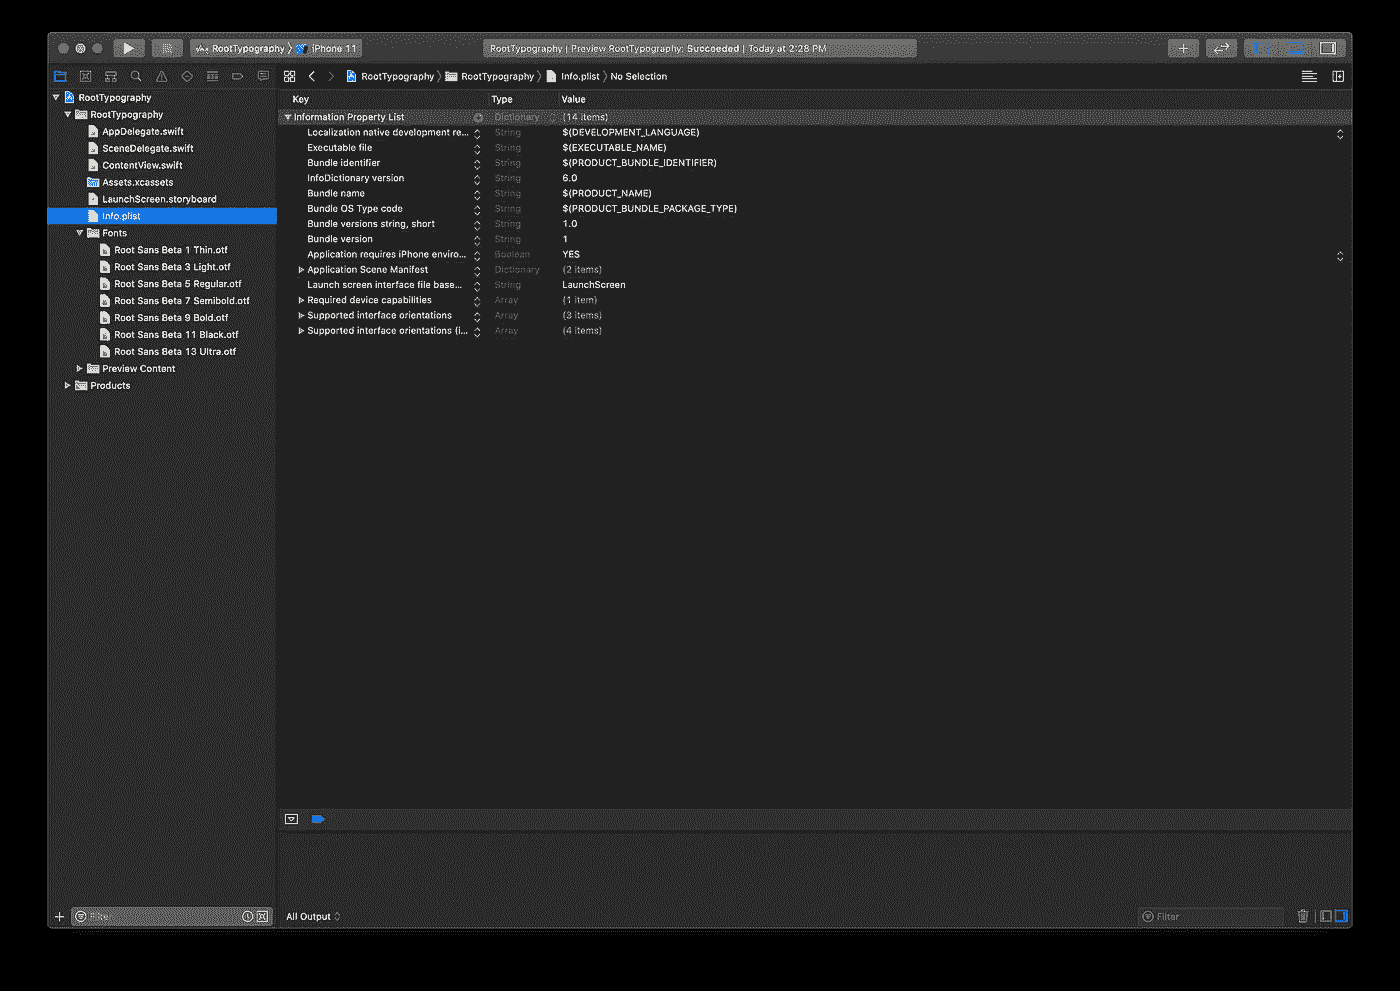 RootTypography › iPhone 11
RootTypography | Preview RootTypography: Succeeded | Today at 2:28 PM
RootTypography › RootTypography › Info.plist › No Selection
RootTypography
RootTypography
AppDelegate.swift
SceneDelegate.swift
ContentView.swift
Assets.xcassets
LaunchScreen.storyboard
Info.plist
Fonts
Root Sans Beta 1 Thin.otf
Root Sans Beta 3 Light.otf
Root Sans Beta 5 Regular.otf
Root Sans Beta 7 Semibold.otf
Root Sans Beta 9 Bold.otf
Root Sans Beta 11 Black.otf
Root Sans Beta 13 Ultra.otf
Preview Content
Products
Key Type Value
Information Property List Dictionary (14 items)
Localization native development re... String $(DEVELOPMENT_LANGUAGE)
Executable file String $(EXECUTABLE_NAME)
Bundle identifier String $(PRODUCT_BUNDLE_IDENTIFIER)
InfoDictionary version String 6.0
Bundle name String $(PRODUCT_NAME)
Bundle OS Type code String $(PRODUCT_BUNDLE_PACKAGE_TYPE)
Bundle versions string, short String 1.0
Bundle version String 1
Application requires iPhone enviro... Boolean YES
Application Scene Manifest Dictionary (2 items)
Launch screen interface file base... String LaunchScreen
Required device capabilities Array (1 item)
Supported interface orientations Array (3 items)
Supported interface orientations (i... Array (4 items)
Filter
All Output
Filter